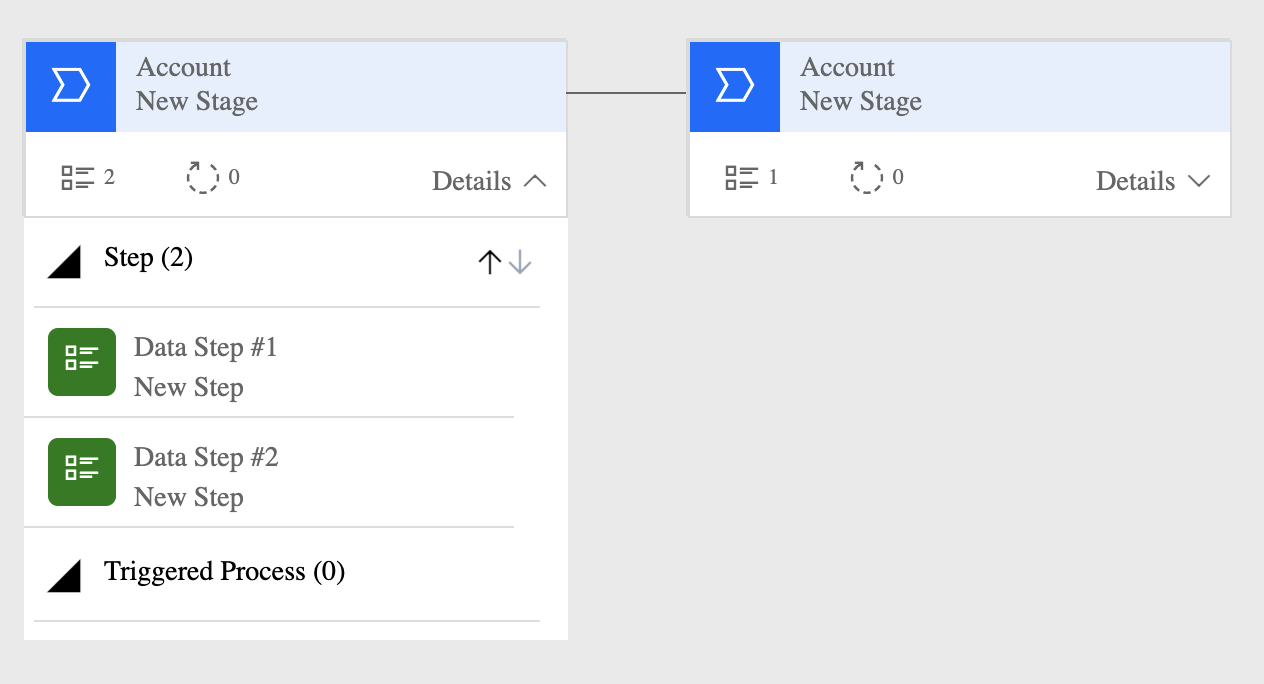 Account
New Stage
2
0
Details
Step (2)
Data Step #1
New Step
Data Step #2
New Step
Triggered Process (0)
Account
New Stage
1
0
Details